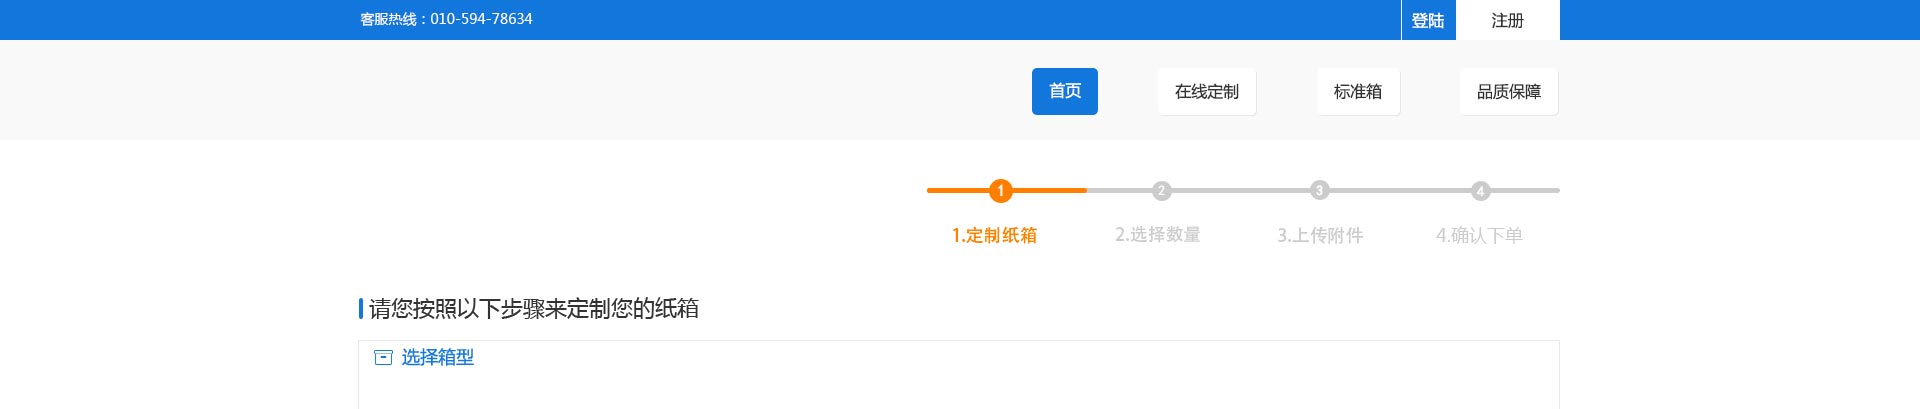 客服热线：010-594-78634 登陆 注册
首页 在线定制 标准箱 品质保障
1 2 3 4
1.定制纸箱 2.选择数量 3.上传附件 4.确认下单
请您按照以下步骤来定制您的纸箱
选择箱型